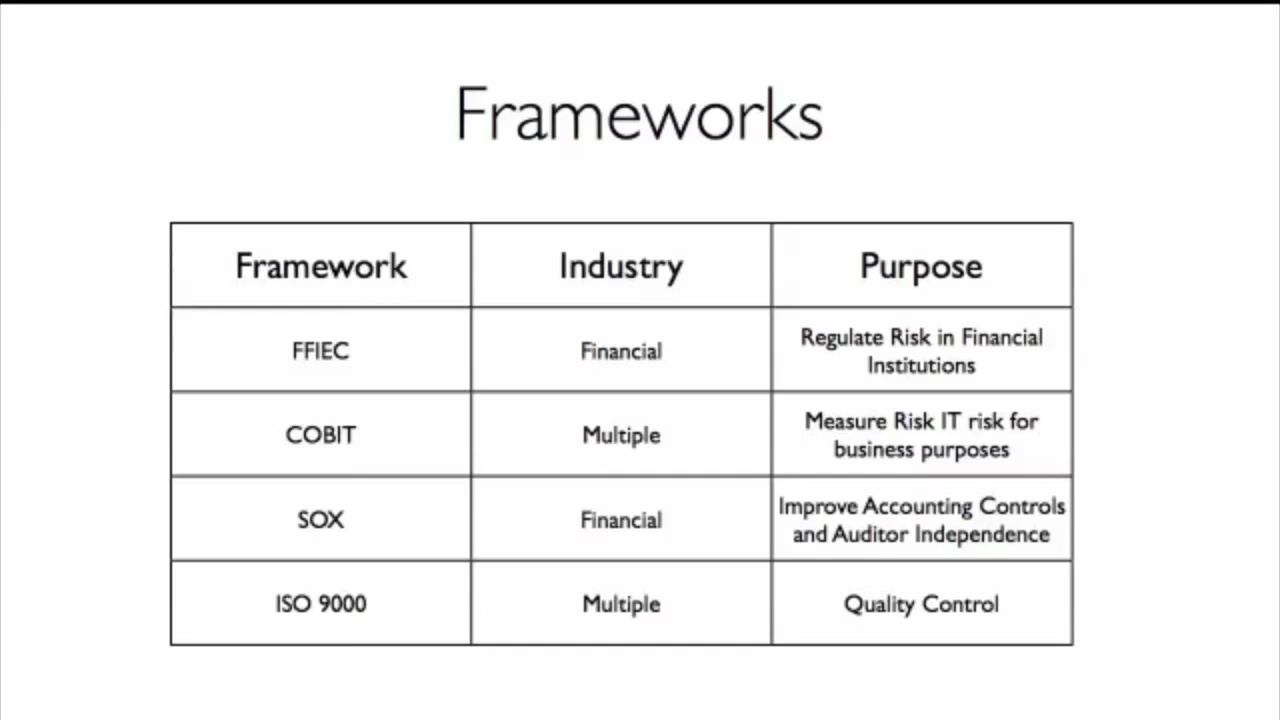 Frameworks
Framework Industry Purpose
FFIEC Financial Regulate Risk in Financial
Institutions
COBIT Multiple Measure Risk IT risk for
business purposes
SOX Financial Improve Accounting Controls
and Auditor Independence
ISO 9000 Multiple Quality Control